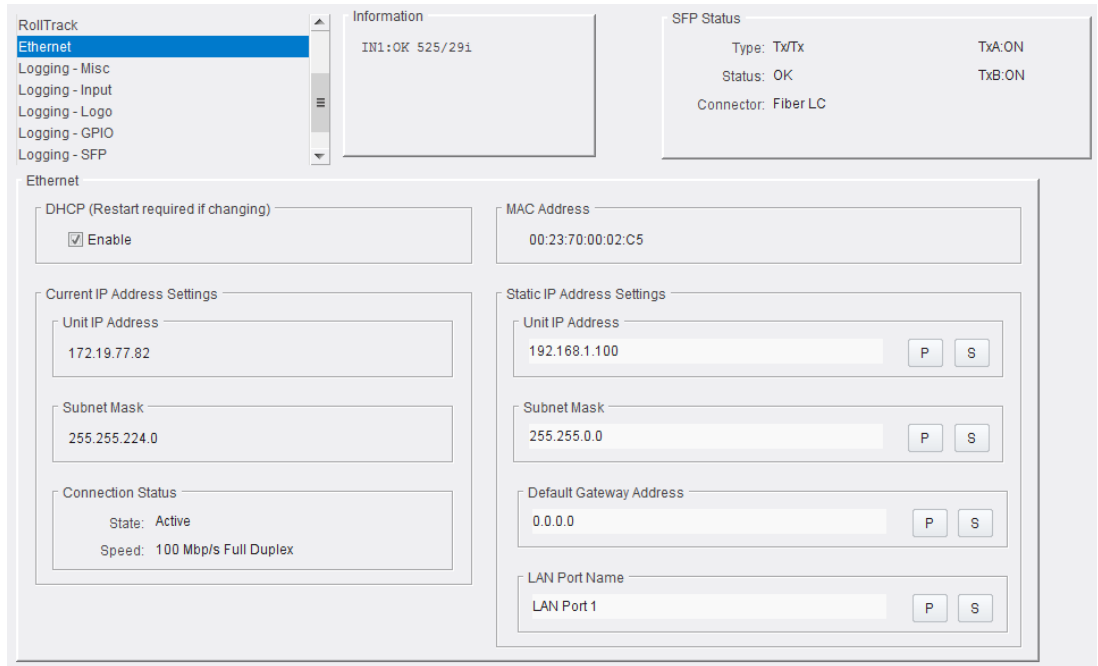 RollTrack
Ethernet
Logging - Misc
Logging - Input
Logging - Logo
Logging - GPIO
Logging - SFP
Information
IN1:OK 525/29i
SFP Status
Type: Tx/Tx TxA:ON
Status: OK TxB:ON
Connector: Fiber LC
Ethernet
DHCP (Restart required if changing)
Enable
MAC Address
00:23:70:00:02:C5
Current IP Address Settings
Unit IP Address
172.19.77.82
Subnet Mask
255.255.224.0
Connection Status
State: Active
Speed: 100 Mbp/s Full Duplex
Static IP Address Settings
Unit IP Address
192.168.1.100 P S
Subnet Mask
255.255.0.0 P S
Default Gateway Address
0.0.0.0 P S
LAN Port Name
LAN Port 1 P S